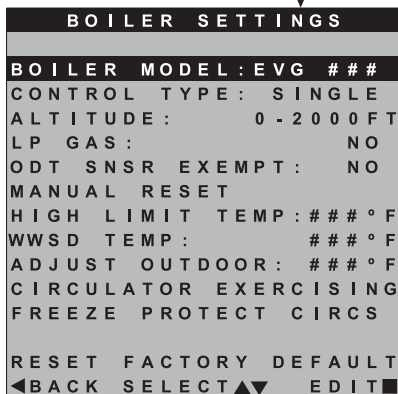 BOILER SETTINGS
BOILER MODEL:EVG ###
CONTROL TYPE: SINGLE
ALTITUDE: 0-2000FT
LP GAS: NO
ODT SNSR EXEMPT: NO
MANUAL RESET
HIGH LIMIT TEMP:###°F
WWSD TEMP: ###°F
ADJUST OUTDOOR: ###°F
CIRCULATOR EXERCISING
FREEZE PROTECT CIRCS
RESET FACTORY DEFAULT
◀BACK SELECT▲▼ EDIT■